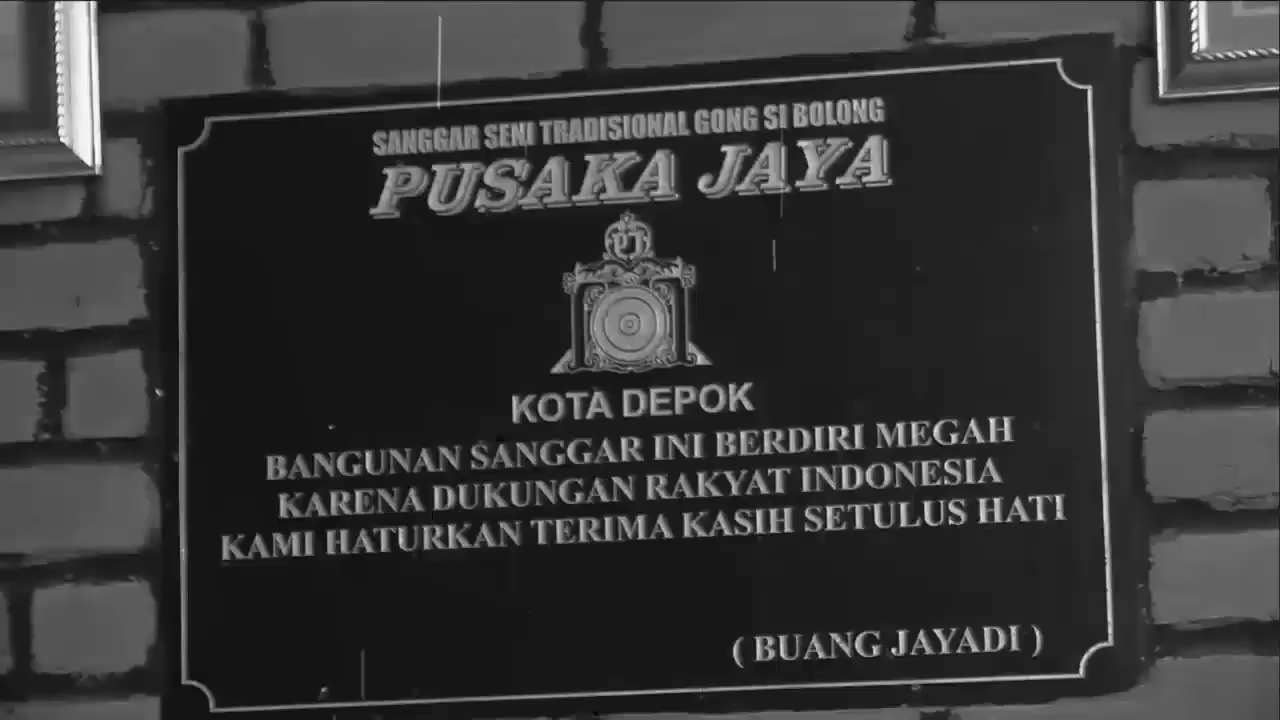 SANGGAR SENI TRADISIONAL GONG SI BOLONG
PUSAKA JAYA
PJ
KOTA DEPOK
BANGUNAN SANGGAR INI BERDIRI MEGAH
KARENA DUKUNGAN RAKYAT INDONESIA
KAMI HATURKAN TERIMA KASIH SETULUS HATI
( BUANG JAYADI )